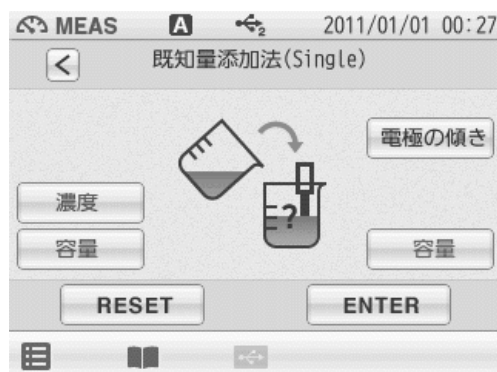 MEAS A 2 2011/01/01 00:27
< 既知量添加法(Single)
電極の傾き
?
濃度
容量 容量
RESET ENTER